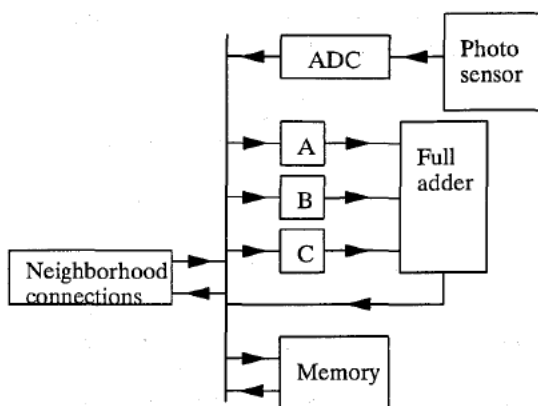 ADC
Photo
sensor
A
Full
adder
B
C
Neighborhood
connections
Memory